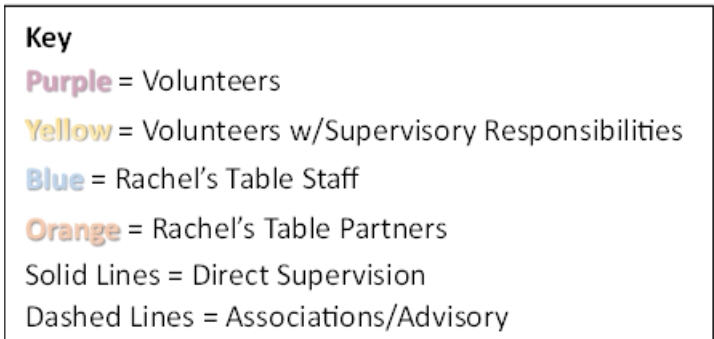 Key
Purple = Volunteers
Yellow = Volunteers w/Supervisory Responsibilities
Blue = Rachel’s Table Staff
Orange = Rachel’s Table Partners
Solid Lines = Direct Supervision
Dashed Lines = Associations/Advisory